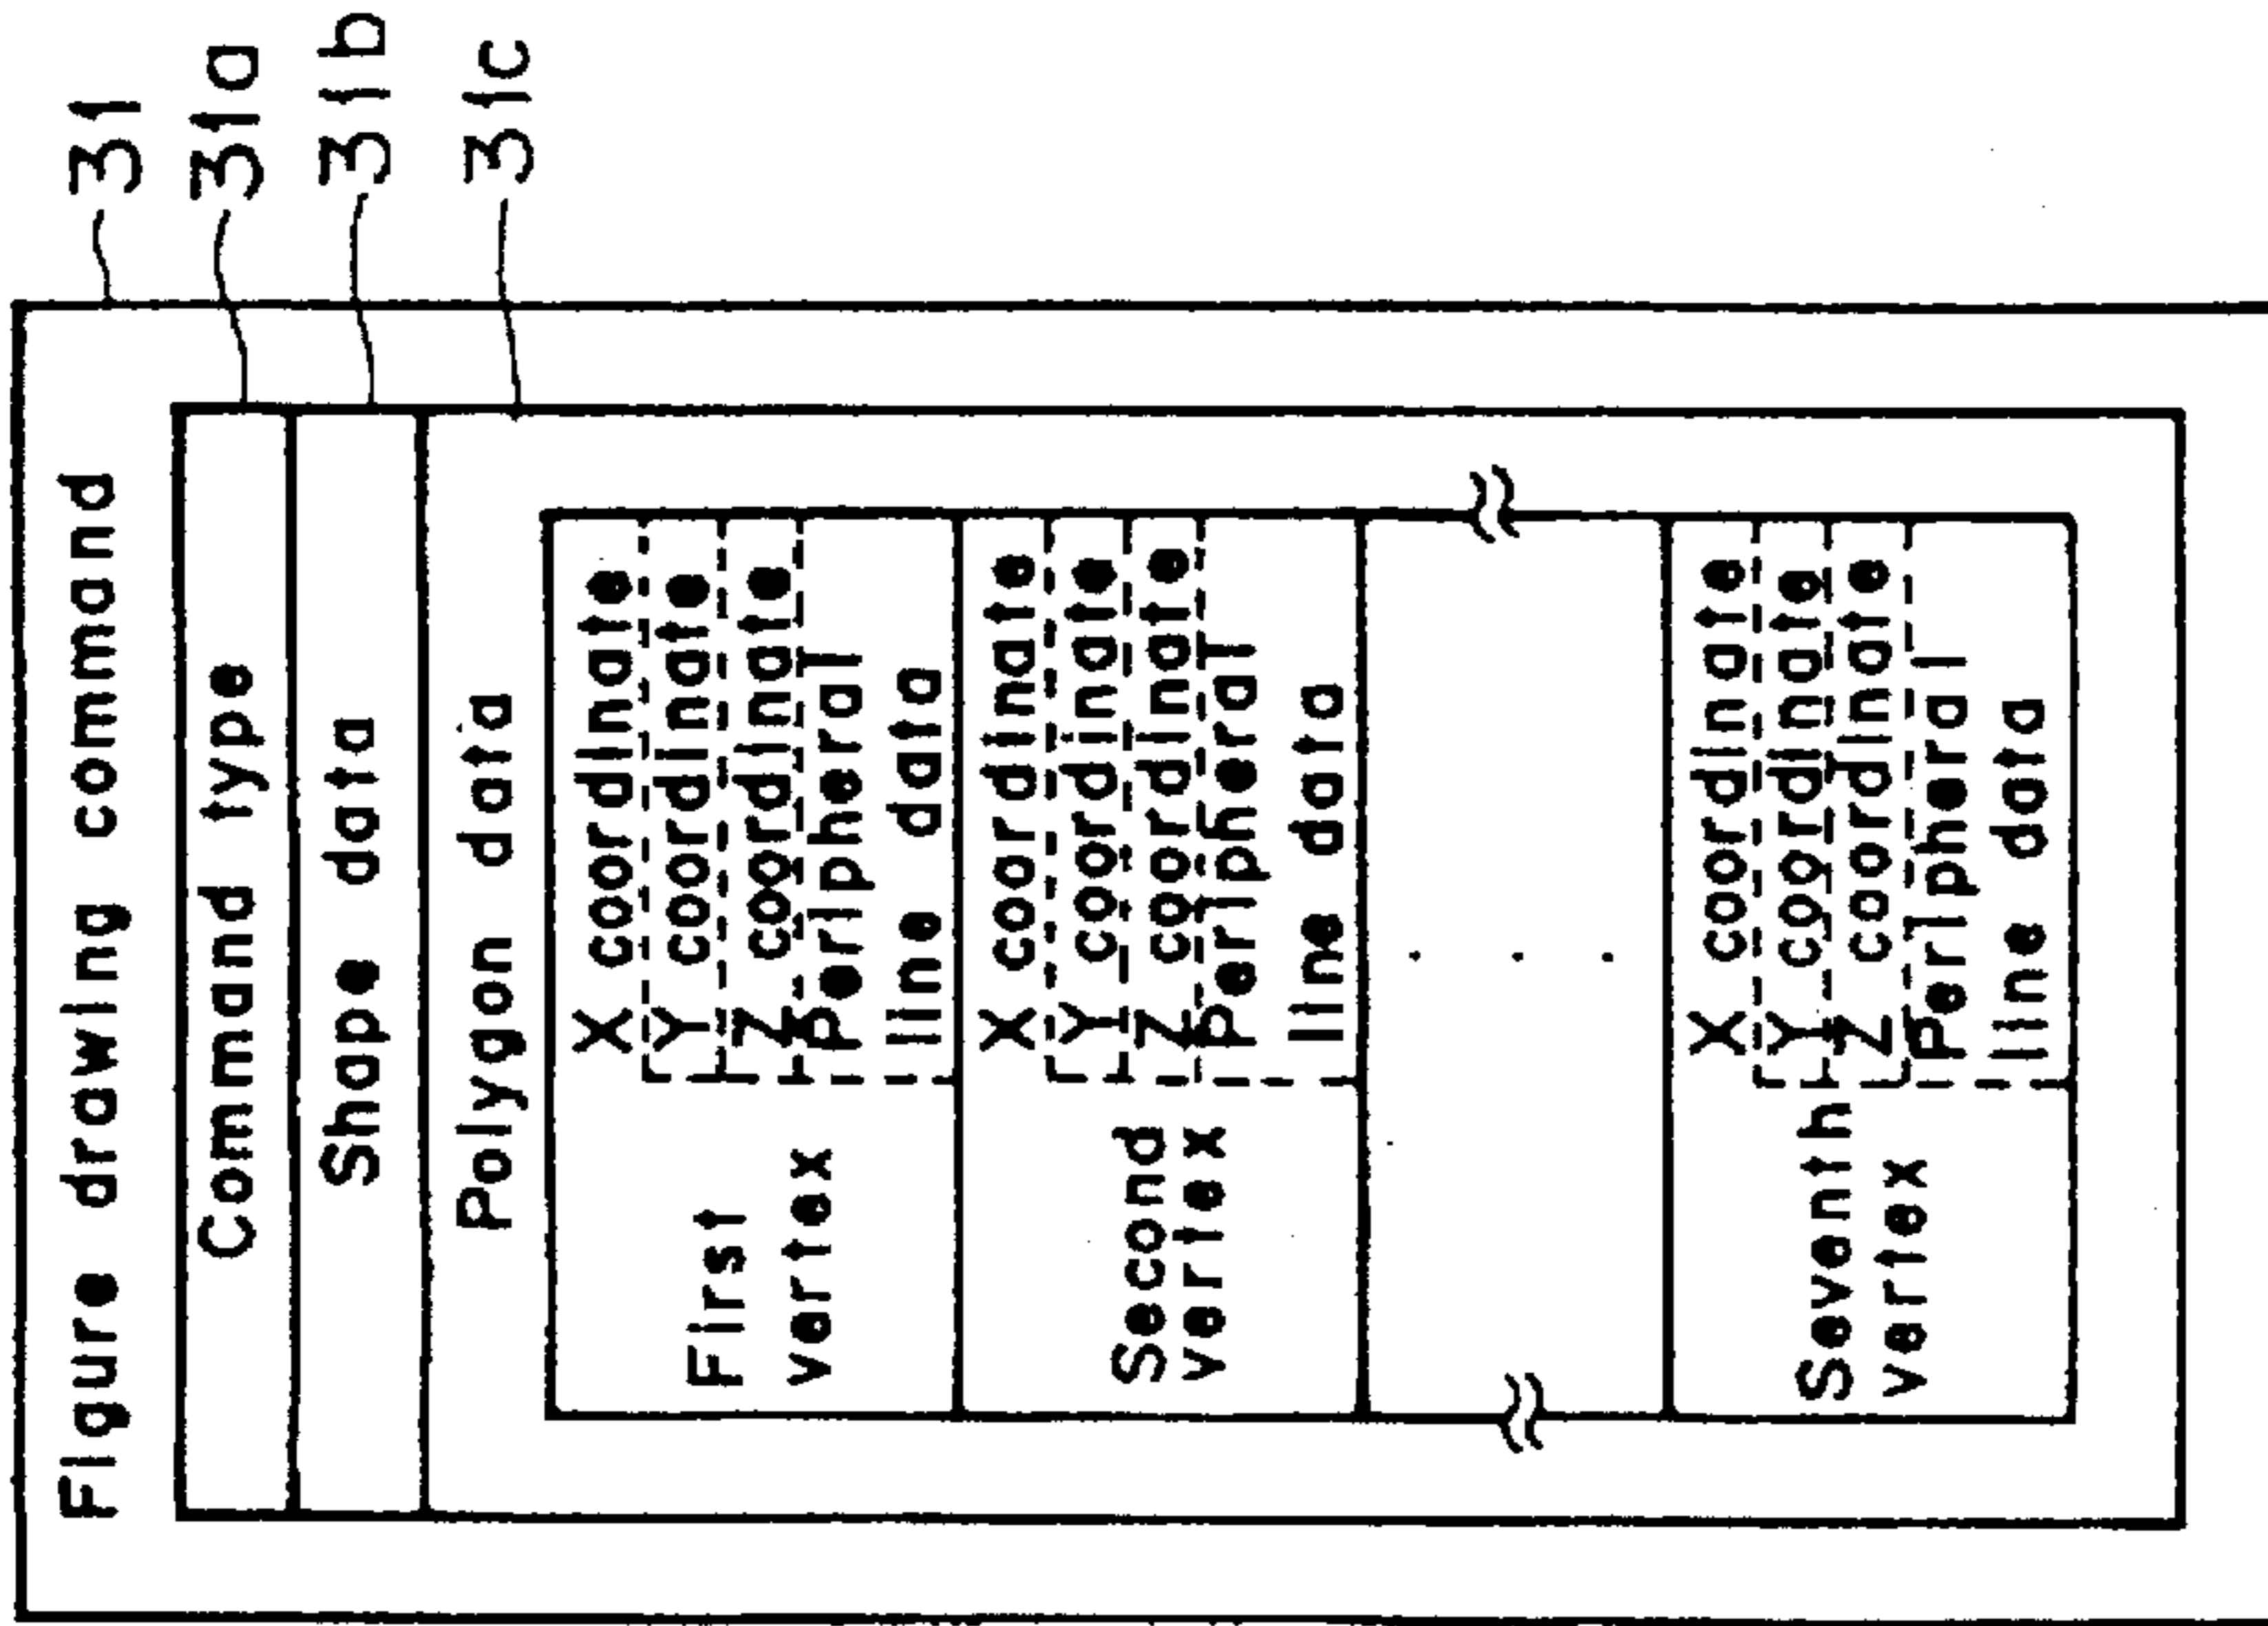 Figure drawing command
31
Command type
31a
Shape data
31b
Polygon data
31c
First
vertex
X coordinate
Y coordinate
Z coordinate
Peripheral
line data
Second
vertex
X coordinate
Y coordinate
Z coordinate
Peripheral
line data
. . .
Seventh
vertex
X coordinate
Y coordinate
Z coordinate
Peripheral
line data